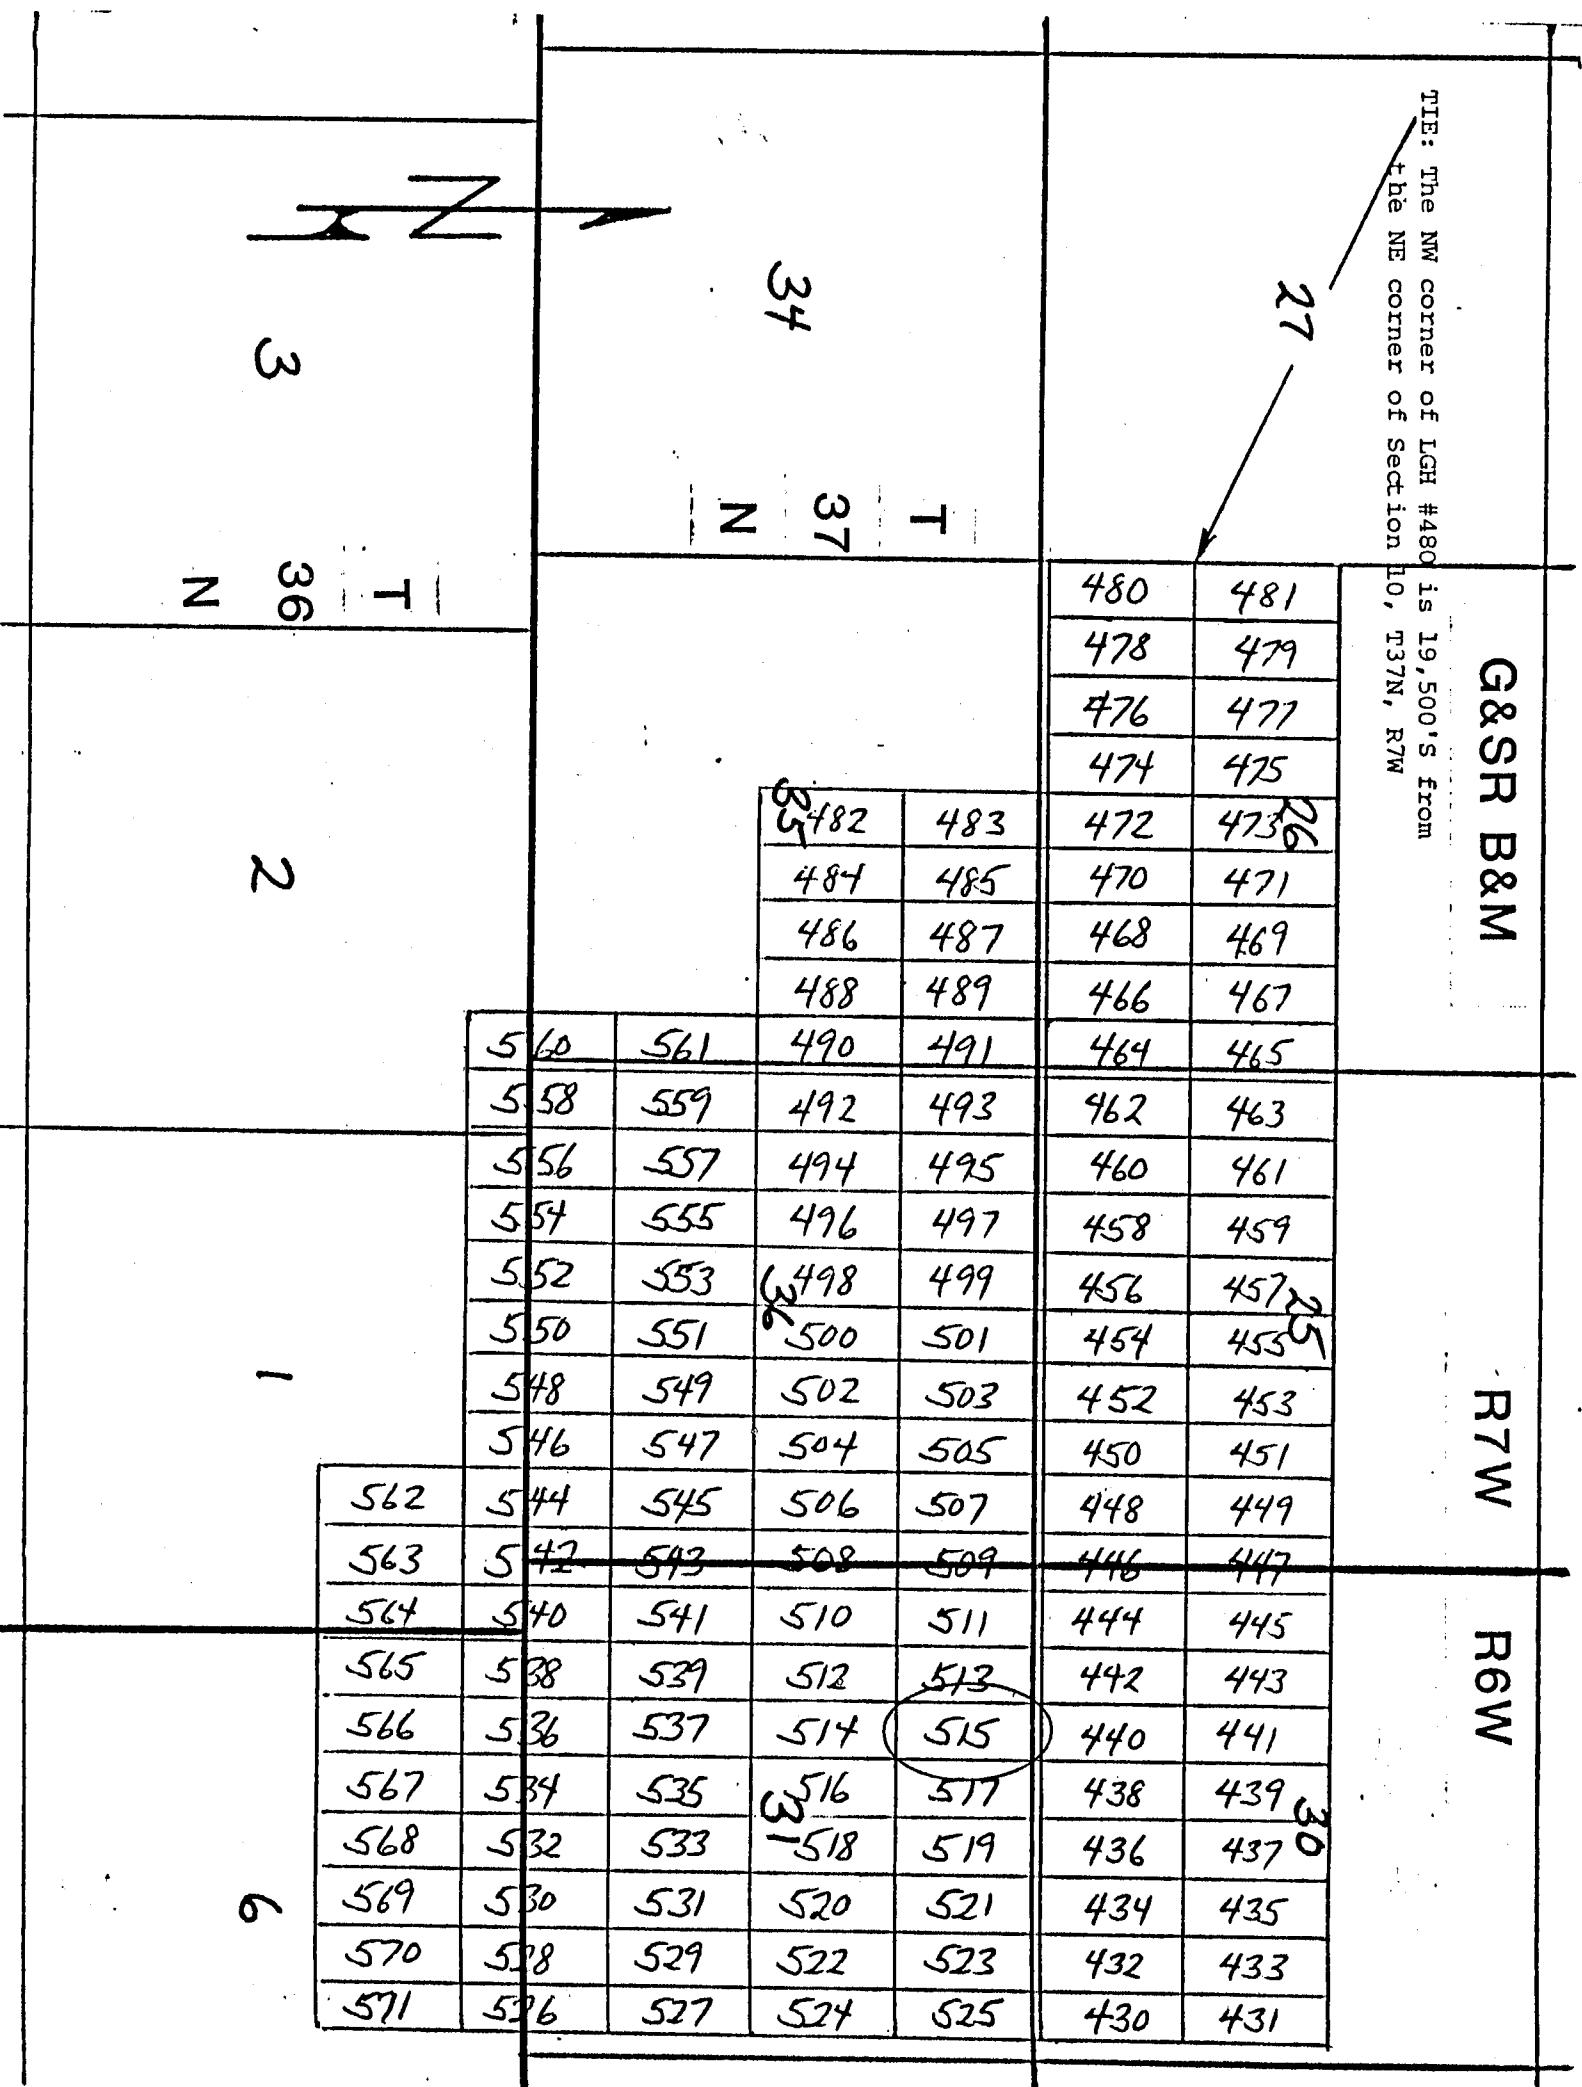 G&SR B&M
R7W
R6W
TIE: The NW corner of LGH #480 is 19,500'S from
the NE corner of Section 10, T37N, R7W
27
26
25
30
34
35
36
31
3
2
1
6
T
37
N
T
36
N
N
480 481
478 479
476 477
474 475
482 483 472 473
484 485 470 471
486 487 468 469
488 489 466 467
560 561 490 491 464 465
558 559 492 493 462 463
556 557 494 495 460 461
554 555 496 497 458 459
552 553 498 499 456 457
550 551 500 501 454 455
548 549 502 503 452 453
546 547 504 505 450 451
562 544 545 506 507 448 449
563 542 543 508 509 446 447
564 540 541 510 511 444 445
565 538 539 512 513 442 443
566 536 537 514 515 440 441
567 534 535 516 517 438 439
568 532 533 518 519 436 437
569 530 531 520 521 434 435
570 528 529 522 523 432 433
571 526 527 524 525 430 431